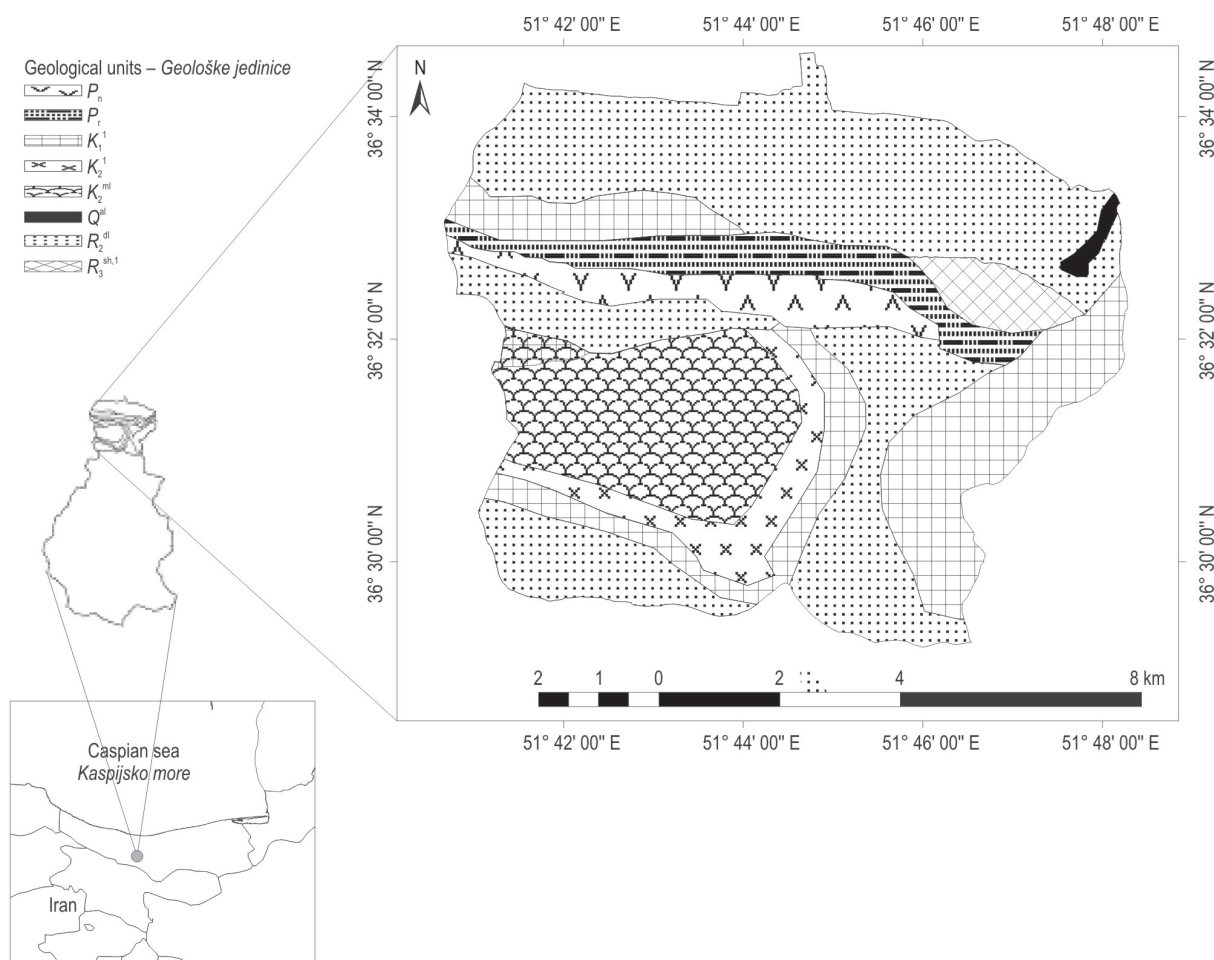 51° 42' 00" E 51° 44' 00" E 51° 46' 00" E 51° 48' 00" E
Geological units – Geološke jedinice
Pn
Pr
K1^1
K2^1
K2^ml
Q^al
R2^dl
R3^sh,1
N
36° 34' 00" N
36° 32' 00" N
36° 30' 00" N
36° 34' 00" N
36° 32' 00" N
36° 30' 00" N
2 1 0 2 4 8 km
51° 42' 00" E 51° 44' 00" E 51° 46' 00" E 51° 48' 00" E
Caspian sea
Kaspijsko more
Iran